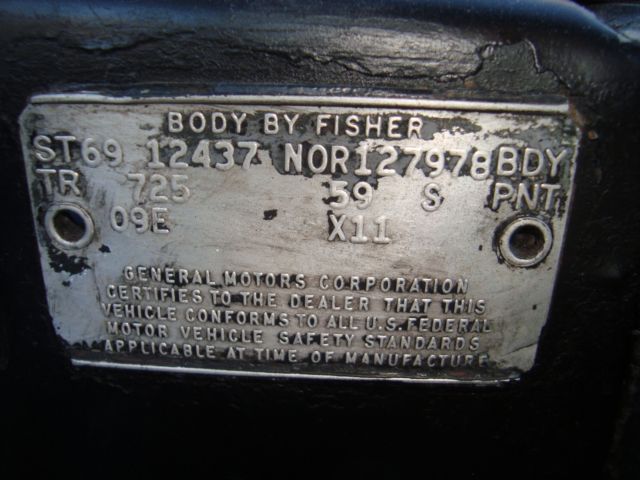 BODY BY FISHER
ST69 12437 NOR127978 BDY
TR 725 59 S PNT
09E X11
GENERAL MOTORS CORPORATION
CERTIFIES TO THE DEALER THAT THIS
VEHICLE CONFORMS TO ALL U.S. FEDERAL
MOTOR VEHICLE SAFETY STANDARDS
APPLICABLE AT TIME OF MANUFACTURE